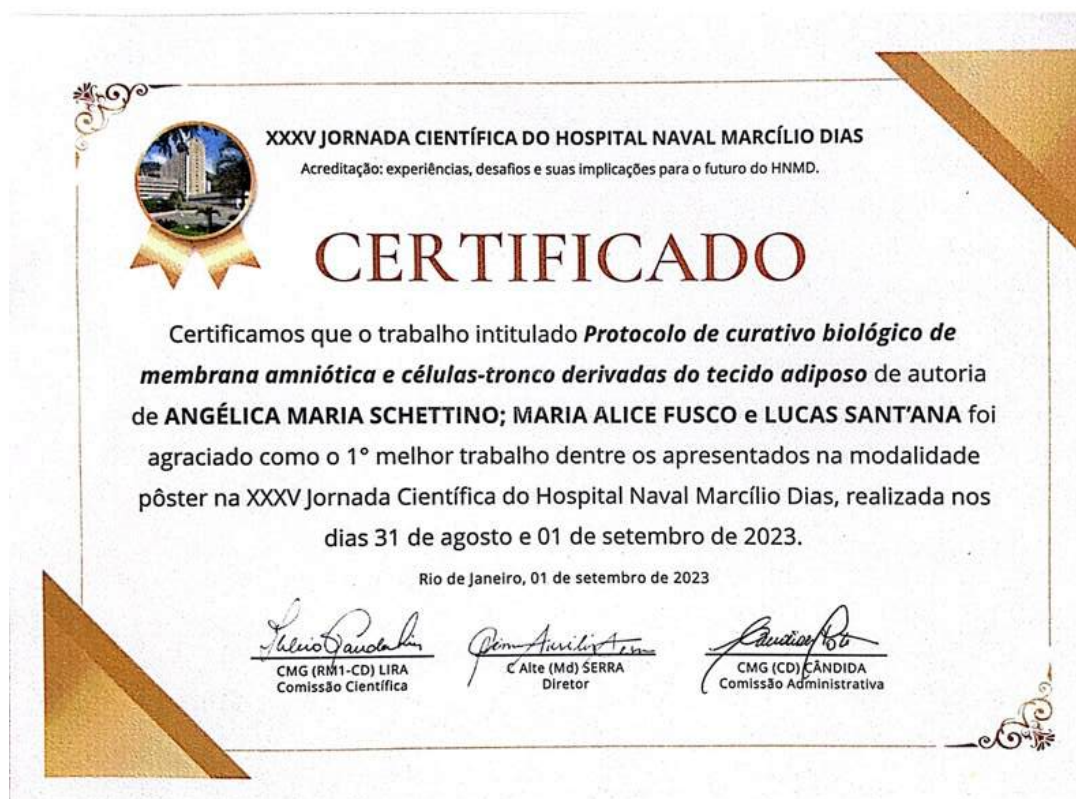 XXXV JORNADA CIENTÍFICA DO HOSPITAL NAVAL MARCÍLIO DIAS
Acreditação: experiências, desafios e suas implicações para o futuro do HNMD.
CERTIFICADO
Certificamos que o trabalho intitulado Protocolo de curativo biológico de
membrana amniótica e células-tronco derivadas do tecido adiposo de autoria
de ANGÉLICA MARIA SCHETTINO; MARIA ALICE FUSCO e LUCAS SANT'ANA foi
agraciado como o 1° melhor trabalho dentre os apresentados na modalidade
pôster na XXXV Jornada Científica do Hospital Naval Marcílio Dias, realizada nos
dias 31 de agosto e 01 de setembro de 2023.
Rio de Janeiro, 01 de setembro de 2023
CMG (RM1-CD) LIRA
Comissão Científica
C Alte (Md) SERRA
Diretor
CMG (CD) CÂNDIDA
Comissão Administrativa